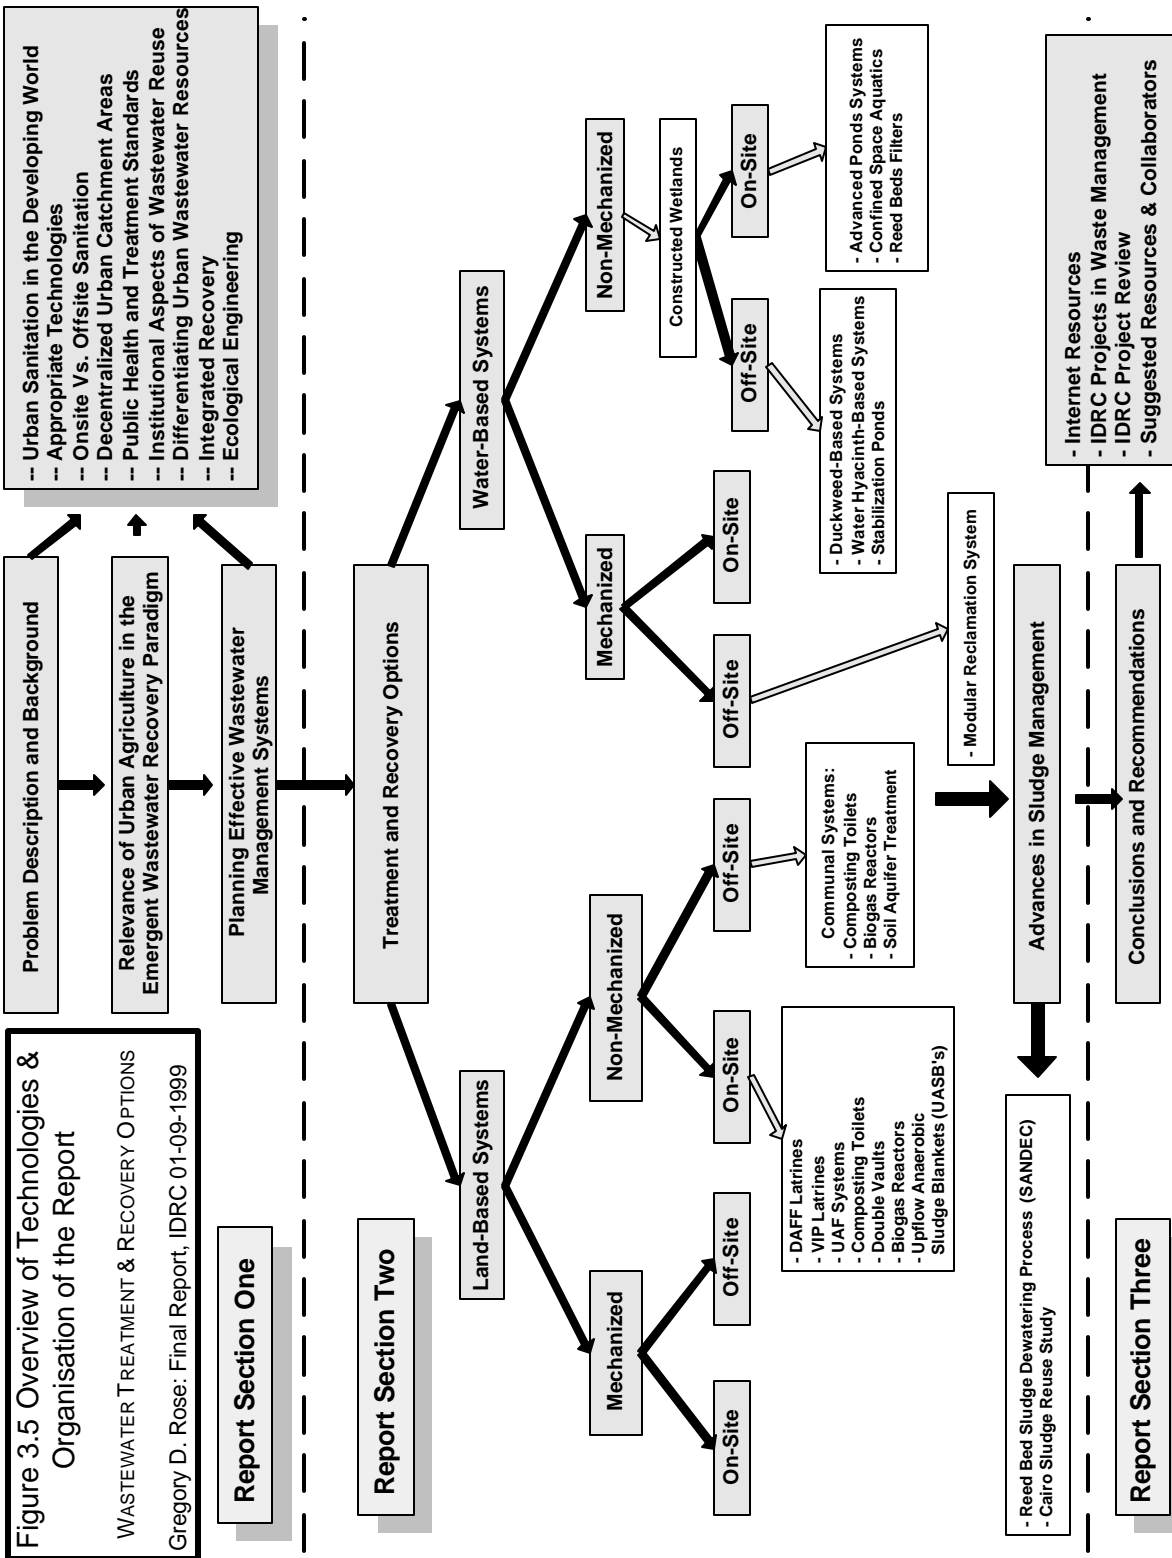 Figure 3.5 Overview of Technologies &
Organisation of the Report
WASTEWATER TREATMENT & RECOVERY OPTIONS
Gregory D. Rose: Final Report, IDRC 01-09-1999
Report Section One
Problem Description and Background
Relevance of Urban Agriculture in the
Emergent Wastewater Recovery Paradigm
Planning Effective Wastewater
Management Systems
-- Urban Sanitation in the Developing World
-- Appropriate Technologies
-- Onsite Vs. Offsite Sanitation
-- Decentralized Urban Catchment Areas
-- Public Health and Treatment Standards
-- Institutional Aspects of Wastewater Reuse
-- Differentiating Urban Wastewater Resources
-- Integrated Recovery
-- Ecological Engineering
Report Section Two
Treatment and Recovery Options
Land-Based Systems
Water-Based Systems
Mechanized
Non-Mechanized
Mechanized
Non-Mechanized
Constructed Wetlands
On-Site
Off-Site
On-Site
Off-Site
Off-Site
On-Site
Off-Site
On-Site
- DAFF Latrines
- VIP Latrines
- UAF Systems
- Composting Toilets
- Double Vaults
- Biogas Reactors
- Upflow Anaerobic
Sludge Blankets (UASB's)
Communal Systems:
- Composting Toilets
- Biogas Reactors
- Soil Aquifer Treatment
- Duckweed-Based Systems
- Water Hyacinth-Based Systems
- Stabilization Ponds
- Advanced Ponds Systems
- Confined Space Aquatics
- Reed Beds Filters
- Modular Reclamation System
- Reed Bed Sludge Dewatering Process (SANDEC)
- Cairo Sludge Reuse Study
Advances in Sludge Management
Report Section Three
Conclusions and Recommendations
- Internet Resources
- IDRC Projects in Waste Management
- IDRC Project Review
- Suggested Resources & Collaborators